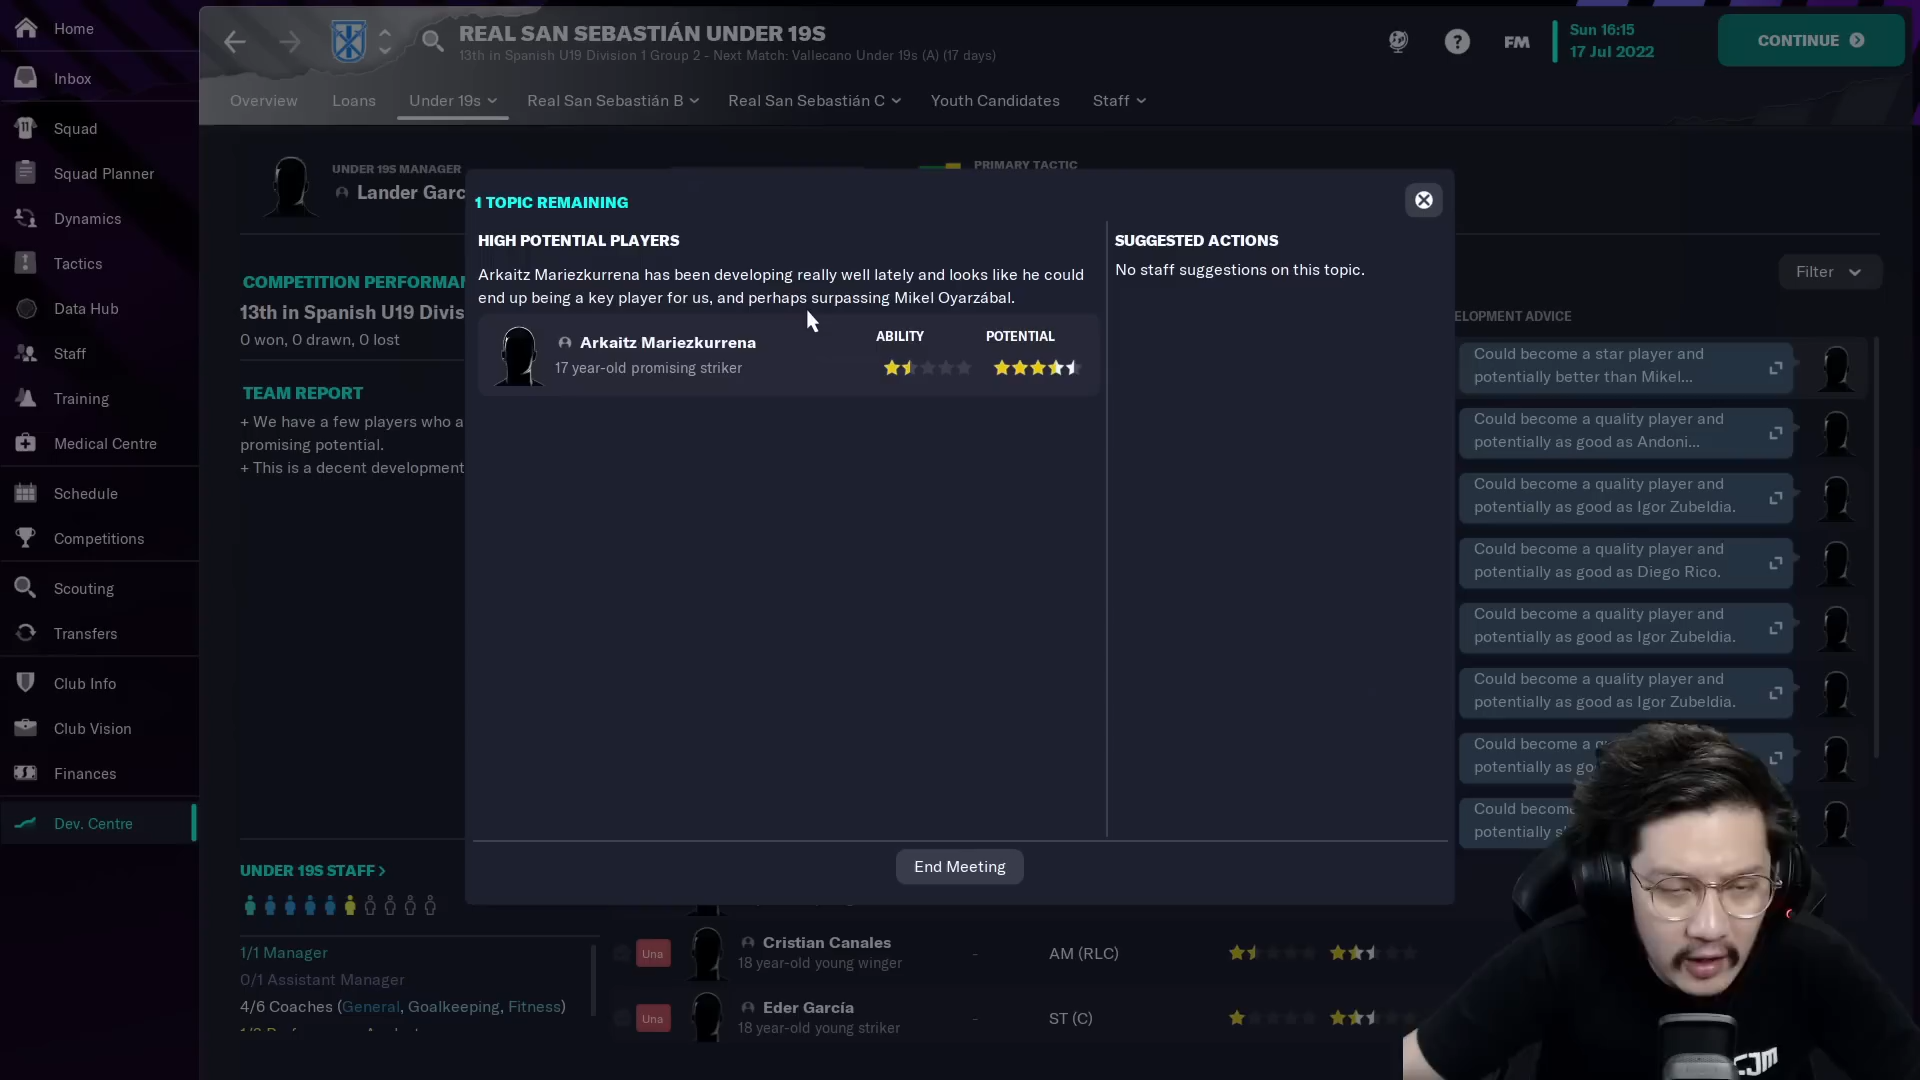 Home
Inbox
Squad
Squad Planner
Dynamics
Tactics
Data Hub
Staff
Training
Medical Centre
Schedule
Competitions
Scouting
Transfers
Club Info
Club Vision
Finances
Dev. Centre
REAL SAN SEBASTIÁN UNDER 19S
13th in Spanish U19 Division 1 Group 2 - Next Match: Vallecano Under 19s (A) (17 days)
?
FM
Sun 16:15
17 Jul 2022
CONTINUE
Overview
Loans
Under 19s
Real San Sebastián B
Real San Sebastián C
Youth Candidates
Staff
UNDER 19S MANAGER
Lander Garc
PRIMARY TACTIC
COMPETITION PERFORMAN
13th in Spanish U19 Divis
0 won, 0 drawn, 0 lost
TEAM REPORT
+ We have a few players who a
promising potential.
+ This is a decent development
1 TOPIC REMAINING
HIGH POTENTIAL PLAYERS
Arkaitz Mariezkurrena has been developing really well lately and looks like he could
end up being a key player for us, and perhaps surpassing Mikel Oyarzábal.
Arkaitz Mariezkurrena
17 year-old promising striker
ABILITY
POTENTIAL
SUGGESTED ACTIONS
No staff suggestions on this topic.
End Meeting
Filter
ELOPMENT ADVICE
Could become a star player and
potentially better than Mikel...
Could become a quality player and
potentially as good as Andoni...
Could become a quality player and
potentially as good as Igor Zubeldia.
Could become a quality player and
potentially as good as Diego Rico.
Could become a quality player and
potentially as good as Igor Zubeldia.
Could become a quality player and
potentially as good as Igor Zubeldia.
Could become a q
potentially as go
Could become
potentially s
UNDER 19S STAFF >
1/1 Manager
0/1 Assistant Manager
4/6 Coaches (General, Goalkeeping, Fitness)
Una
Cristian Canales
18 year-old young winger
-
AM (RLC)
Una
Eder García
18 year-old young striker
-
ST (C)
CJM